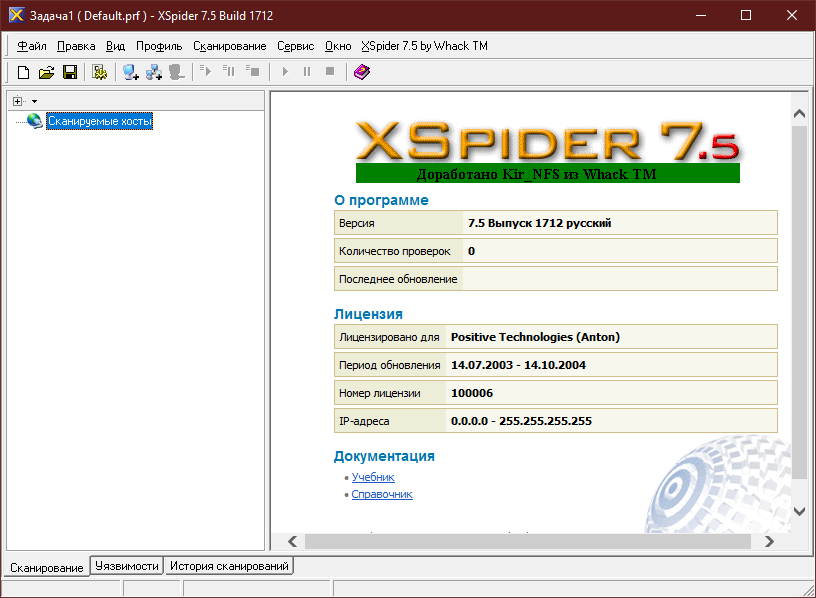 Задача1 ( Default.prf ) - XSpider 7.5 Build 1712
Файл Правка Вид Профиль Сканирование Сервис Окно XSpider 7.5 by Whack TM
Сканируемые хосты
XSPIDER 7.5
Доработано Kir_NFS из Whack TM
О программе
Версия 7.5 Выпуск 1712 русский
Количество проверок 0
Последнее обновление
Лицензия
Лицензировано для Positive Technologies (Anton)
Период обновления 14.07.2003 - 14.10.2004
Номер лицензии 100006
IP-адреса 0.0.0.0 - 255.255.255.255
Документация
Учебник
Справочник
Сканирование Уязвимости История сканирований